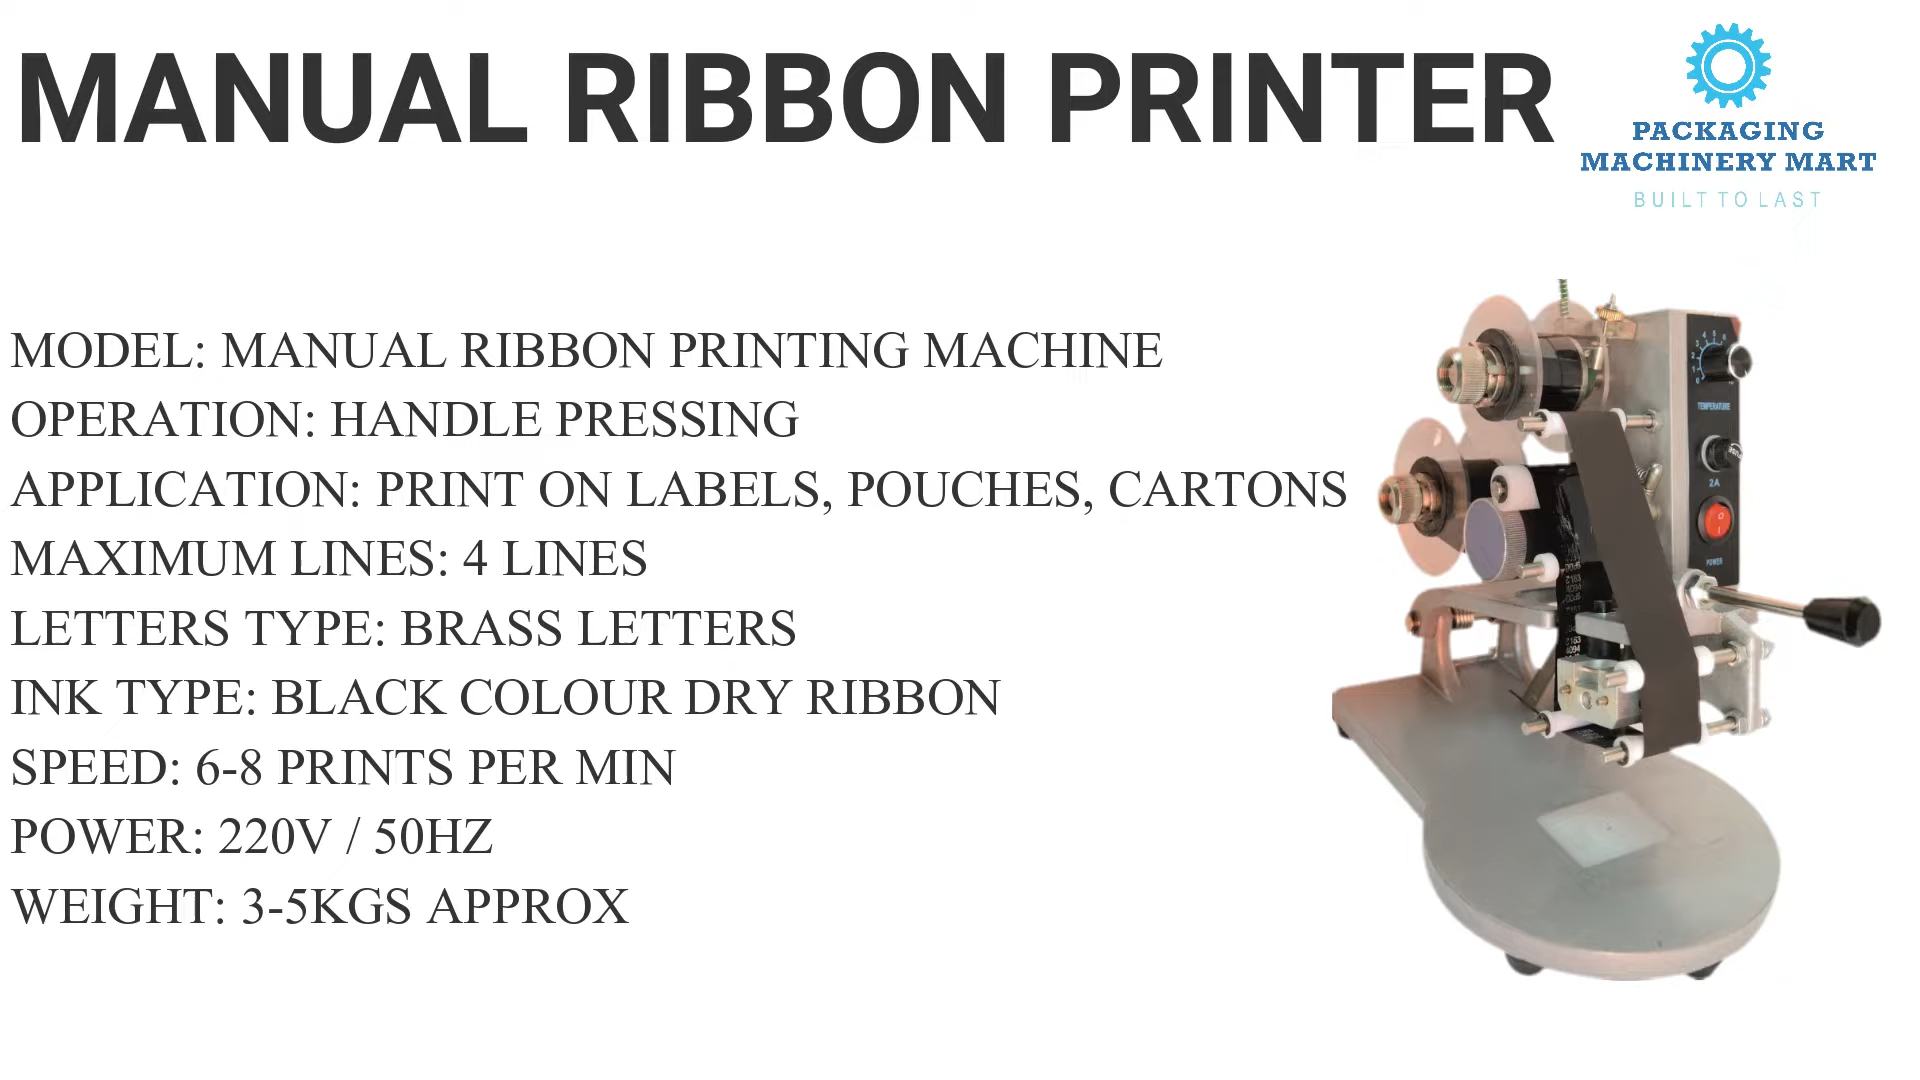 MANUAL RIBBON PRINTER
PACKAGING
MACHINERY MART
BUILT TO LAST
MODEL: MANUAL RIBBON PRINTING MACHINE
OPERATION: HANDLE PRESSING
APPLICATION: PRINT ON LABELS, POUCHES, CARTONS
MAXIMUM LINES: 4 LINES
LETTERS TYPE: BRASS LETTERS
INK TYPE: BLACK COLOUR DRY RIBBON
SPEED: 6-8 PRINTS PER MIN
POWER: 220V / 50HZ
WEIGHT: 3-5KGS APPROX
TEMPERATURE
2A
POWER